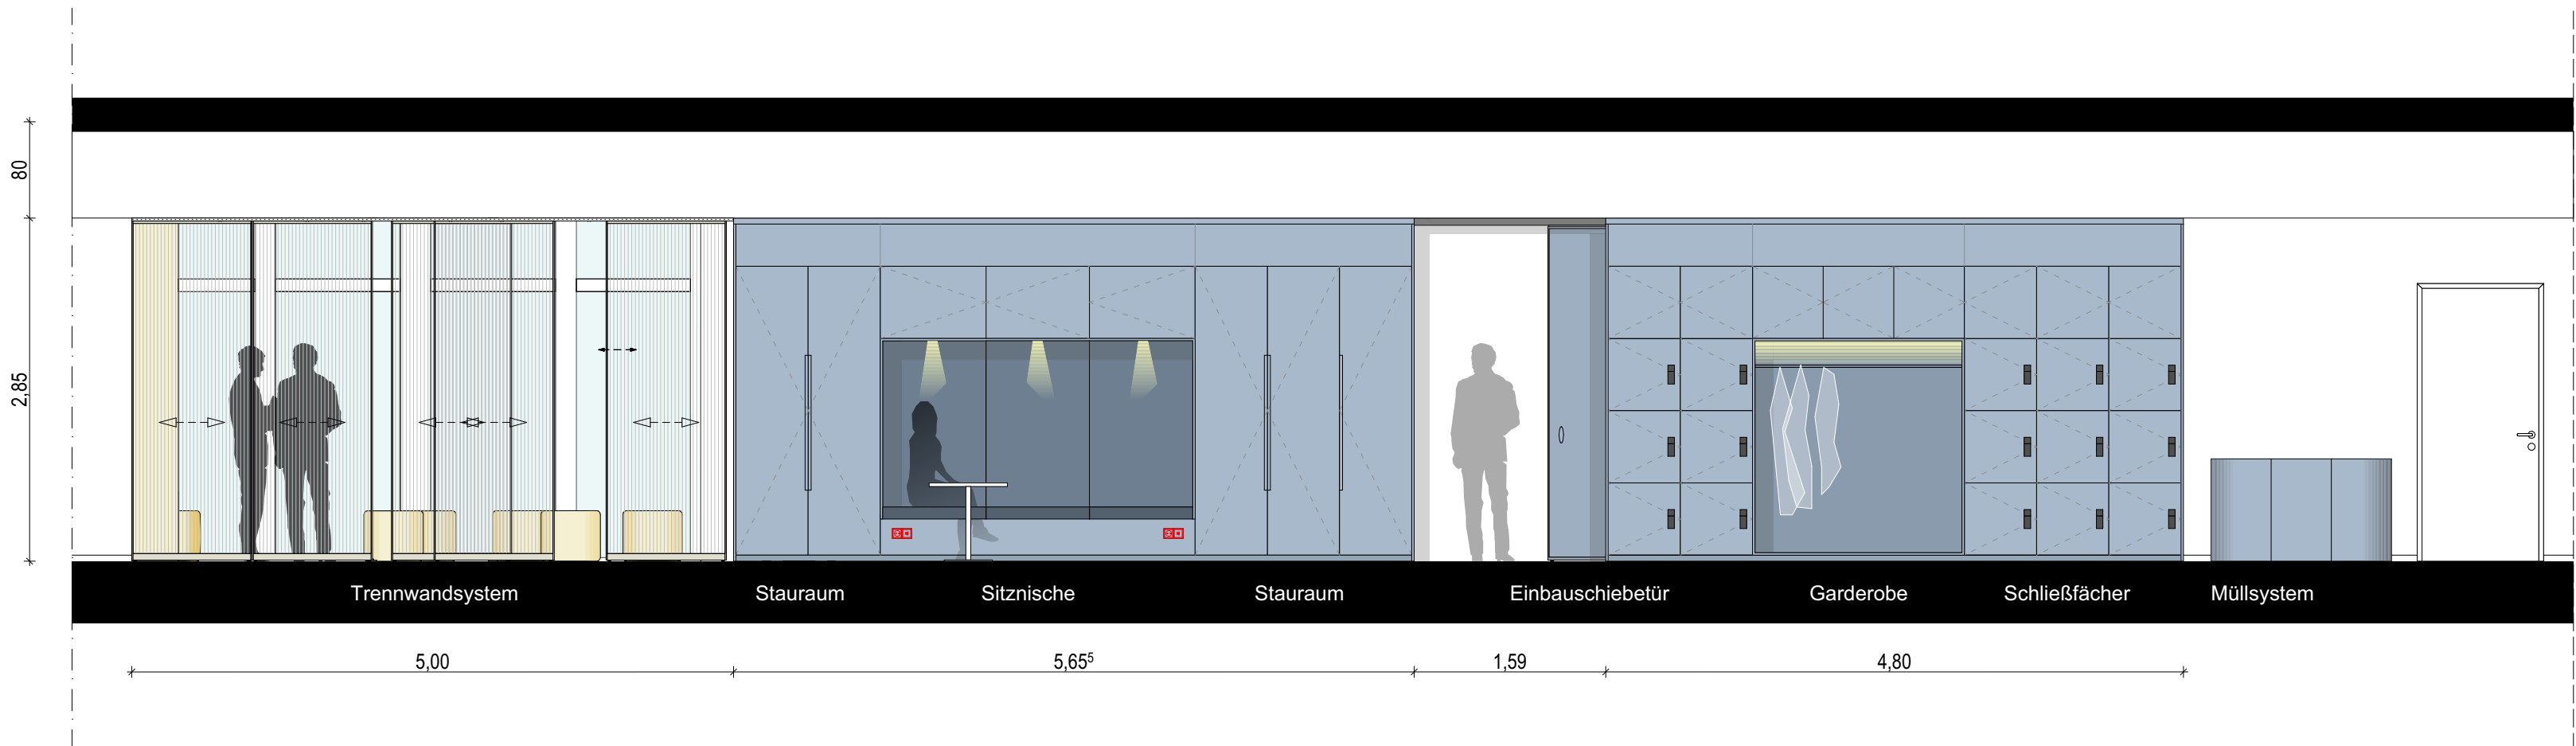 80
2,85
Trennwandsystem
Stauraum
Sitznische
Stauraum
Einbauschiebetür
Garderobe
Schließfächer
Müllsystem
5,00
5,65⁵
1,59
4,80